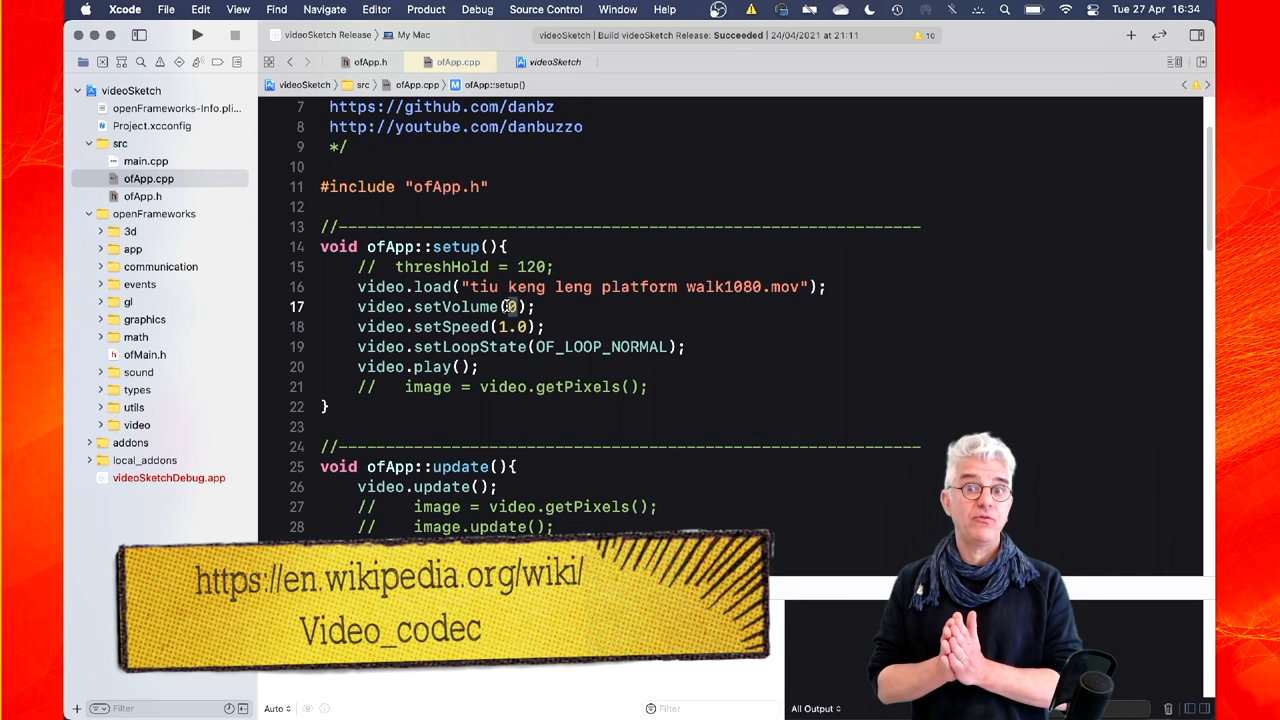 Xcode File Edit View Find Navigate Editor Product Debug Source Control Window Help Tue 27 Apr 16:34
videoSketch Release 〉 My Mac videoSketch | Build videoSketch Release: Succeeded | 24/04/2021 at 21:11 10
ofApp.h ofApp.cpp videoSketch
videoSketch 〉 src 〉 ofApp.cpp 〉 M ofApp::setup()
videoSketch
openFrameworks-Info.pli...
Project.xcconfig
src
main.cpp
ofApp.cpp
ofApp.h
openFrameworks
3d
app
communication
events
gl
graphics
math
ofMain.h
sound
types
utils
video
addons
local_addons
videoSketchDebug.app
7 https://github.com/danbz
8 http://youtube.com/danbuzzo
9 */
10
11 #include "ofApp.h"
12
13 //--------------------------------------------------------------
14 void ofApp::setup(){
15 // threshHold = 120;
16 video.load("tiu keng leng platform walk1080.mov");
17 video.setVolume(0);
18 video.setSpeed(1.0);
19 video.setLoopState(OF_LOOP_NORMAL);
20 video.play();
21 // image = video.getPixels();
22 }
23
24 //--------------------------------------------------------------
25 void ofApp::update(){
26 video.update();
27 // image = video.getPixels();
28 // image.update();
https://en.wikipedia.org/wiki/
Video_codec
Filter Auto Filter All Output